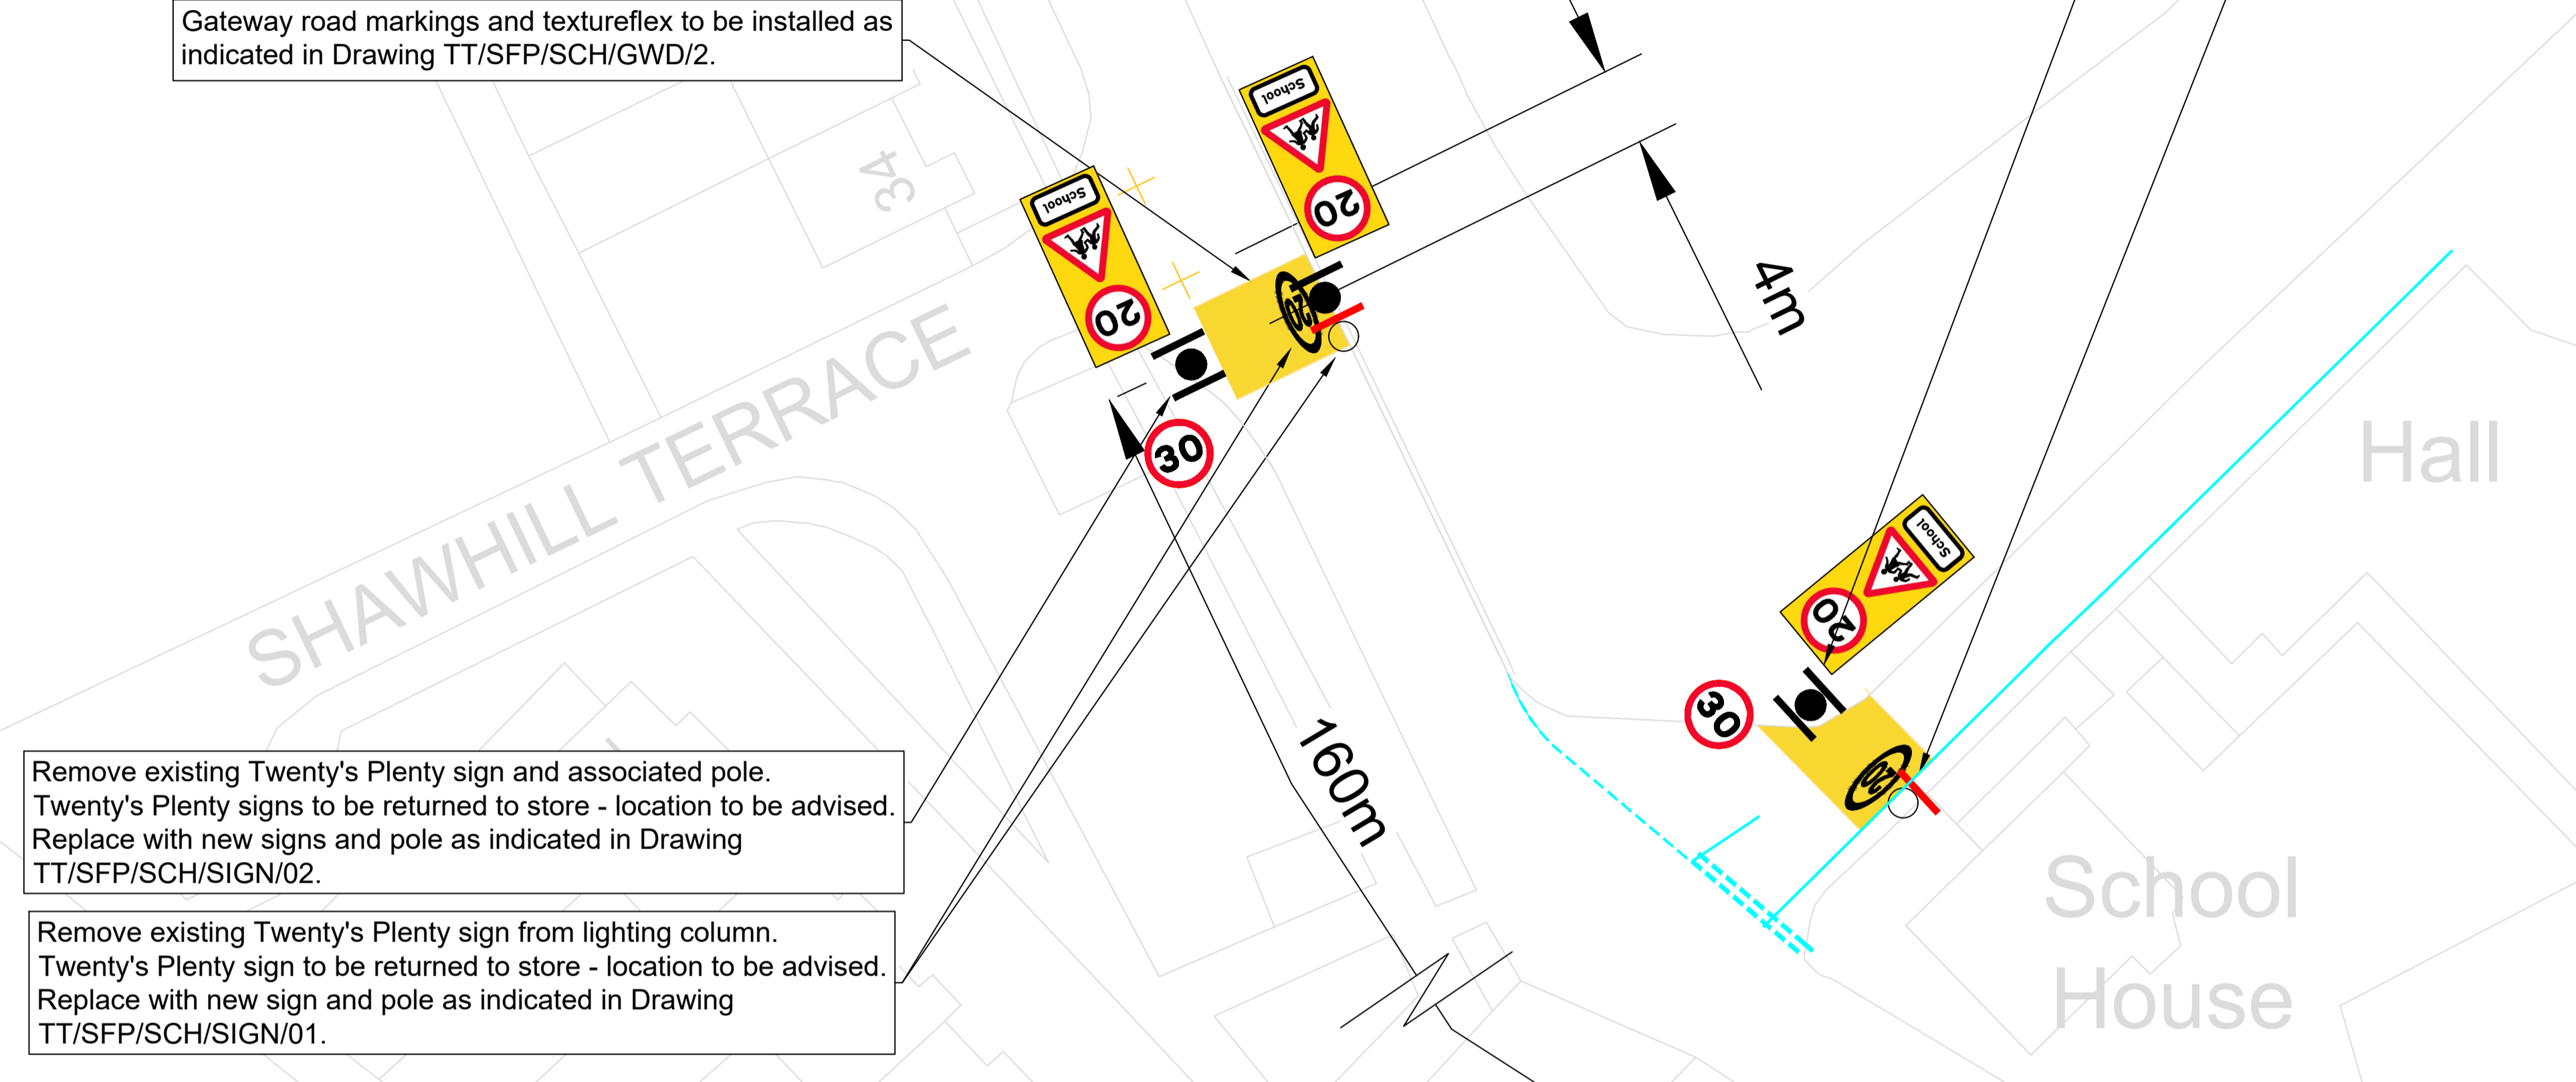 Gateway road markings and textureflex to be installed as
indicated in Drawing TT/SFP/SCH/GWD/2.
School
20
School
20
34
20
4m
SHAWHILL TERRACE
30
Hall
School
20
30
20
160m
Remove existing Twenty's Plenty sign and associated pole.
Twenty's Plenty signs to be returned to store - location to be advised.
Replace with new signs and pole as indicated in Drawing
TT/SFP/SCH/SIGN/02.
Remove existing Twenty's Plenty sign from lighting column.
Twenty's Plenty sign to be returned to store - location to be advised.
Replace with new sign and pole as indicated in Drawing
TT/SFP/SCH/SIGN/01.
School
House